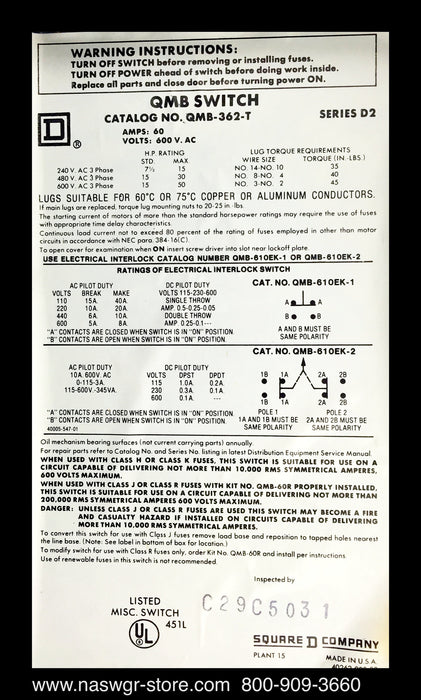 WARNING INSTRUCTIONS:
TURN OFF SWITCH before removing or installing fuses.
TURN OFF POWER ahead of switch before doing work inside.
Replace all parts and close door before turning power ON.
QMB SWITCH
CATALOG NO. QMB-362-T SERIES D2
D ®
AMPS: 60
VOLTS: 600 V. AC
H.P. RATING LUG TORQUE REQUIREMENTS
STD. MAX WIRE SIZE TORQUE (IN.-LBS.)
240 V. AC 3 Phase 7½ 15 NO. 14-NO. 10 35
480 V. AC 3 Phase 15 30 NO. 8-NO. 4 40
600 V. AC 3 Phase 15 50 NO. 3-NO. 2 45
LUGS SUITABLE FOR 60°C OR 75°C COPPER OR ALUMINUM CONDUCTORS.
If main lugs are replaced, torque lug mounting nuts to 20-25 in-lbs.
The starting current of motors of more than the standard horsepower ratings may require the use of fuses
with appropriate time delay characteristics.
Continuous load current not to exceed 80 percent of the rating of fuses employed in other than motor
circuits in accordance with NEC para. 384-16(C).
To open cover for examination when ON insert screw driver into slot near lockoff plate.
USE ELECTRICAL INTERLOCK CATALOG NUMBER QMB-610EK-1 OR QMB-610EK-2
RATINGS OF ELECTRICAL INTERLOCK SWITCH
AC PILOT DUTY DC PILOT DUTY CAT. NO. QMB-610EK-1
VOLTS BREAK MAKE VOLTS 115-230-600
110 15A. 40A. SINGLE THROW
220 10A. 20A. AMP. 0.5-0.25-0.05 A A
440 6A. 10A. DOUBLE THROW B B
600 5A. 8A. AMP. 0.25-0.1---
"A" CONTACTS ARE CLOSED WHEN SWITCH IS IN "ON" POSITION. A AND B MUST BE
"B" CONTACTS ARE OPEN WHEN SWITCH IS IN "ON" POSITION. SAME POLARITY
CAT. NO. QMB-610EK-2
AC PILOT DUTY DC PILOT DUTY
10A. 600V. AC VOLTS DPST DPDT 1B 1A 2A 2B
0-115-3A. 115 1.0A 0.2A.
115-600V.-345VA. 230 0.3A 0.1A.
600 0.1A. --- 1B 1A 2A 2B
POLE 1 POLE 2
"A" CONTACTS ARE CLOSED WHEN SWITCH IS IN "ON" POSITION. 1A AND 1B MUST BE 2A AND 2B MUST BE
"B" CONTACTS ARE OPEN WHEN SWITCH IS IN "ON" POSITION. SAME POLARITY SAME POLARITY
40005-547-01
Oil mechanism bearing surfaces (not current carrying parts) annually.
For repair parts refer to Catalog No. and Series No. listing in latest Distribution Equipment Service Manual.
WHEN USED WITH CLASS H OR CLASS K FUSES, THIS SWITCH IS SUITABLE FOR USE ON A
CIRCUIT CAPABLE OF DELIVERING NOT MORE THAN 10,000 RMS SYMMETRICAL AMPERES,
600 VOLTS MAXIMUM.
WHEN USED WITH CLASS J OR CLASS R FUSES WITH KIT NO. QMB-60R PROPERLY INSTALLED,
THIS SWITCH IS SUITABLE FOR USE ON A CIRCUIT CAPABLE OF DELIVERING NOT MORE THAN
200,000 RMS SYMMETRICAL AMPERES 600 VOLTS MAXIMUM.
DANGER: UNLESS CLASS J OR CLASS R FUSES ARE USED THIS SWITCH MAY BECOME A FIRE
AND CASUALTY HAZARD IF INSTALLED ON CIRCUITS CAPABLE OF DELIVERING
MORE THAN 10,000 RMS SYMMETRICAL AMPERES.
To convert this switch for use with Class J fuses remove load base and reposition to tapped holes nearest
the line base. (Note: See label in bottom of box for location.)
To modify switch for use with Class R fuses only, order Kit No. QMB-60R and install per instructions.
Use of renewable fuses in this switch is not recommended.
Inspected by
C29C5031
LISTED
MISC. SWITCH
UL 451L
SQUARE D COMPANY
PLANT 15 MADE IN U.S.A.
www.naswgr-store.com 800-909-3660